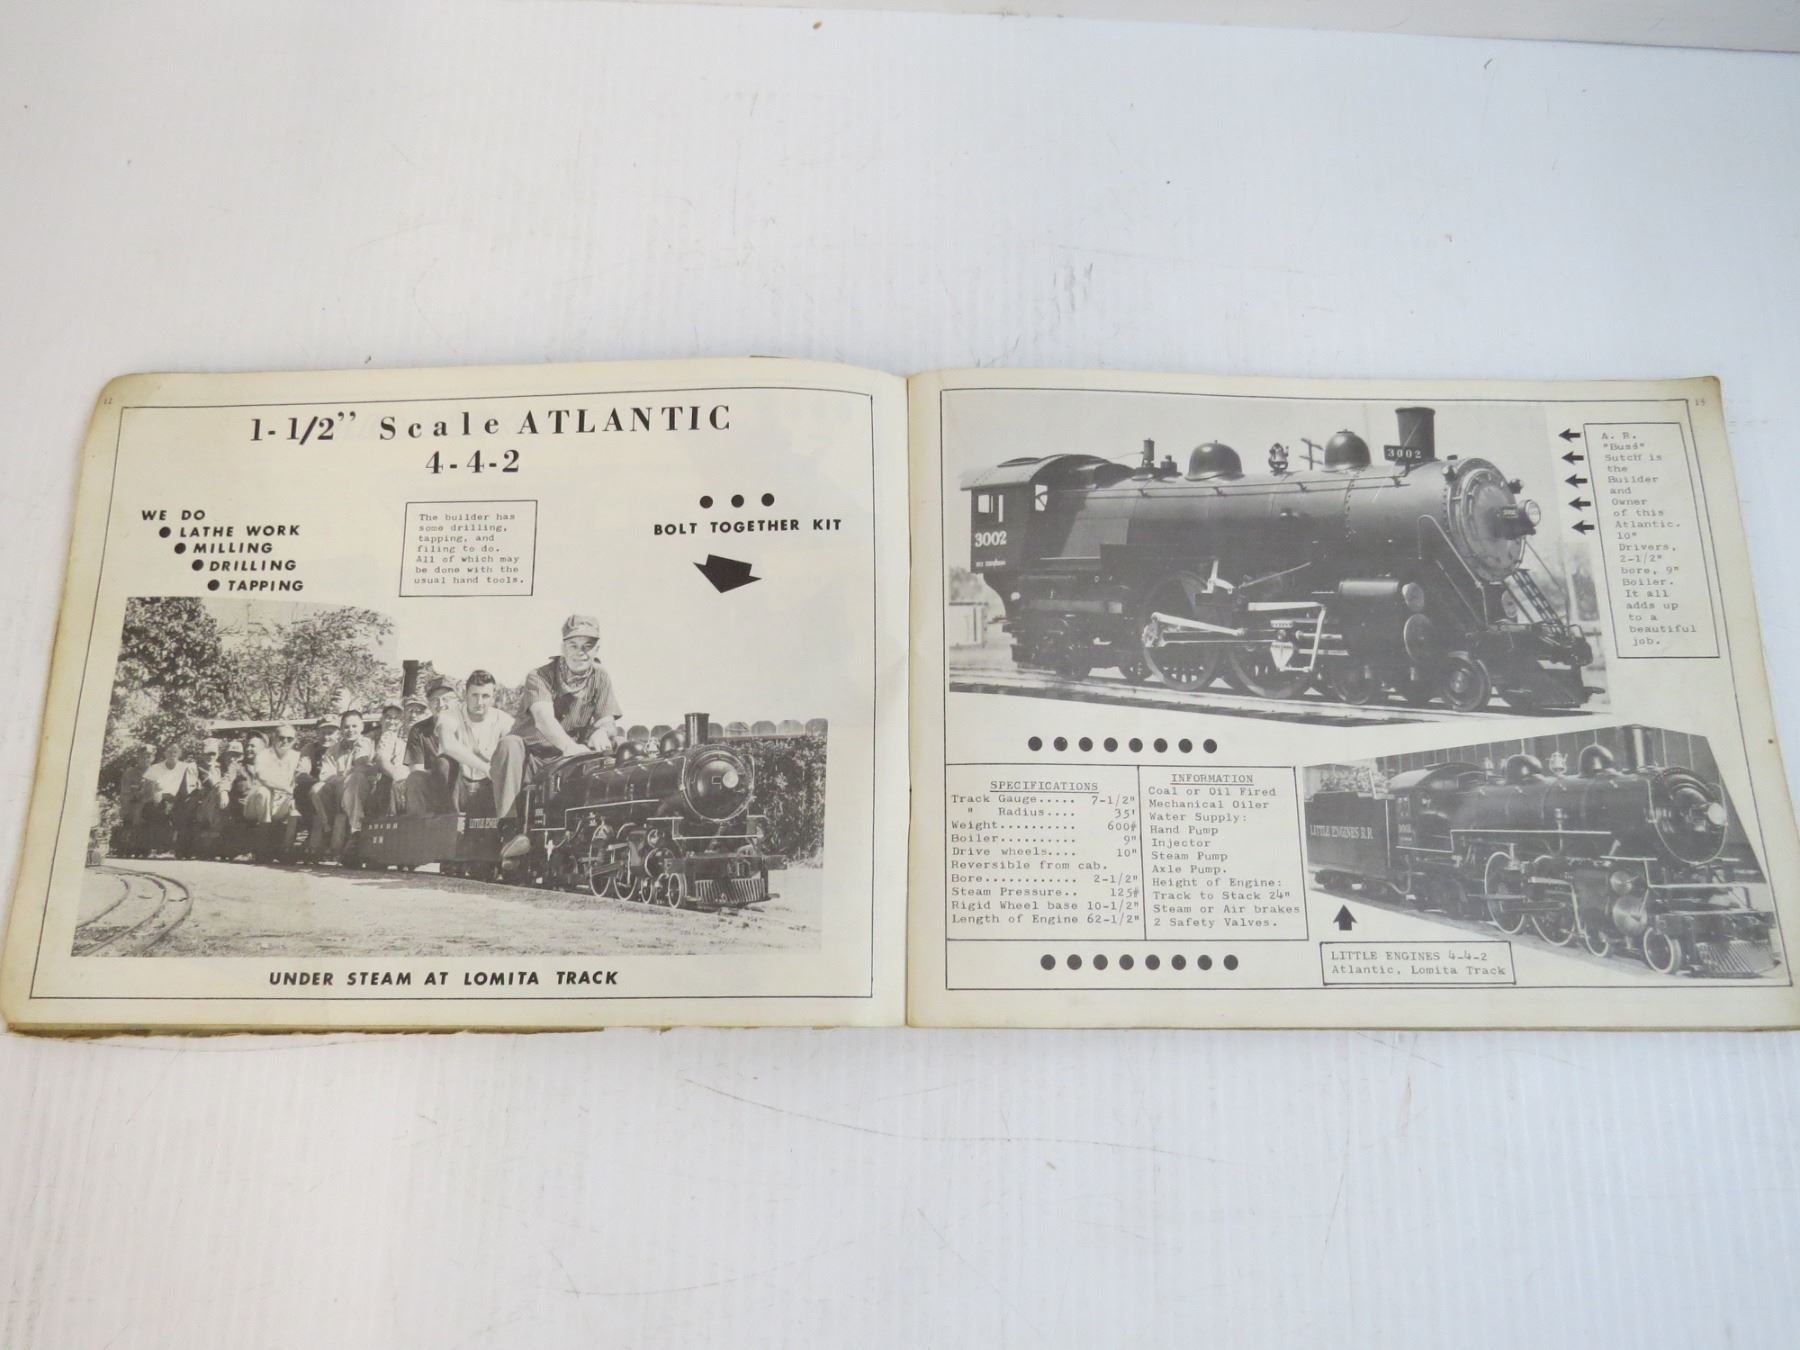 12
1-1/2” Scale ATLANTIC
4-4-2
WE DO
● LATHE WORK
● MILLING
● DRILLING
● TAPPING
The builder has
some drilling,
tapping, and
filing to do.
All of which may
be done with the
usual hand tools.
● ● ●
BOLT TOGETHER KIT
LITTLE ENGI
UNDER STEAM AT LOMITA TRACK
3002
3002
A. R.
"Busd"
Sutch is
the
Builder
and
Owner
of this
Atlantic.
10"
Drivers,
2-1/2"
bore, 9"
Boiler.
It all
adds up
to a
beautiful
job.
SPECIFICATIONS
Track Gauge..... 7-1/2"
" Radius.... 35'
Weight.......... 600#
Boiler.......... 9"
Drive wheels.... 10"
Reversible from cab.
Bore............ 2-1/2"
Steam Pressure.. 125#
Rigid Wheel base 10-1/2"
Length of Engine 62-1/2"
INFORMATION
Coal or Oil Fired
Mechanical Oiler
Water Supply:
Hand Pump
Injector
Steam Pump
Axle Pump.
Height of Engine:
Track to Stack 24"
Steam or Air brakes
2 Safety Valves.
LITTLE ENGINES R.R
LITTLE ENGINES 4-4-2
Atlantic, Lomita Track